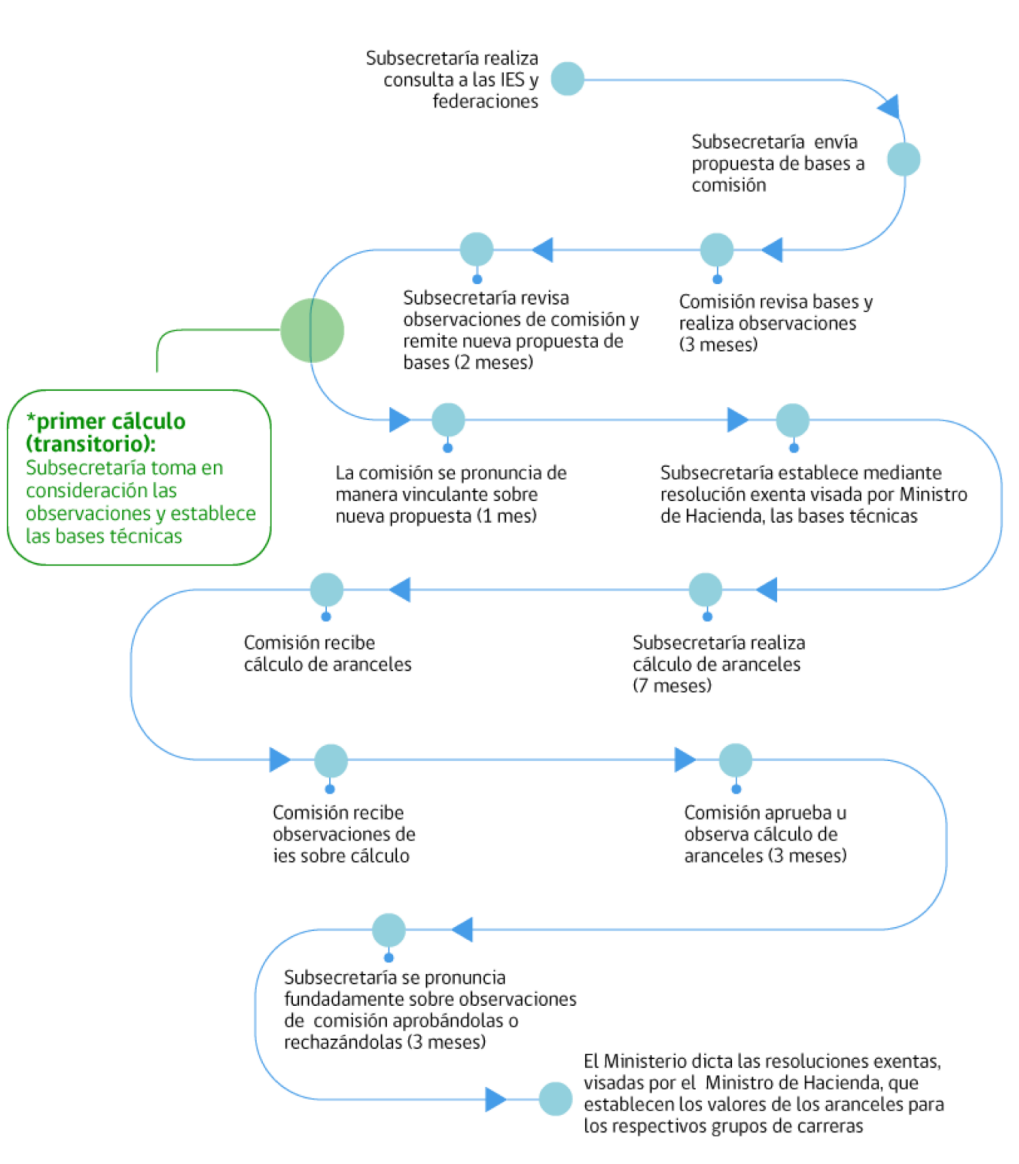 Subsecretaría realiza
consulta a las IES y
federaciones
Subsecretaría envía
propuesta de bases a
comisión
Comisión revisa bases y
realiza observaciones
(3 meses)
Subsecretaría revisa
observaciones de comisión y
remite nueva propuesta de
bases (2 meses)
*primer cálculo
(transitorio):
Subsecretaría toma en
consideración las
observaciones y establece
las bases técnicas
La comisión se pronuncia de
manera vinculante sobre
nueva propuesta (1 mes)
Subsecretaría establece mediante
resolución exenta visada por Ministro
de Hacienda, las bases técnicas
Subsecretaría realiza
cálculo de aranceles
(7 meses)
Comisión recibe
cálculo de aranceles
Comisión recibe
observaciones de
ies sobre cálculo
Comisión aprueba u
observa cálculo de
aranceles (3 meses)
Subsecretaría se pronuncia
fundadamente sobre observaciones
de comisión aprobándolas o
rechazándolas (3 meses)
El Ministerio dicta las resoluciones exentas,
visadas por el Ministro de Hacienda, que
establecen los valores de los aranceles para
los respectivos grupos de carreras